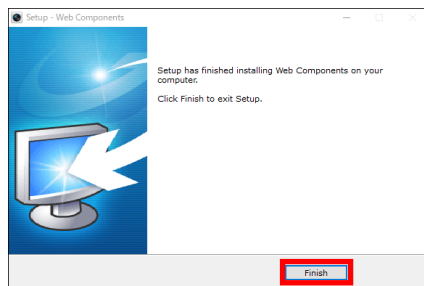 Setup - Web Components
Setup has finished installing Web Components on your
computer.
Click Finish to exit Setup.
Finish